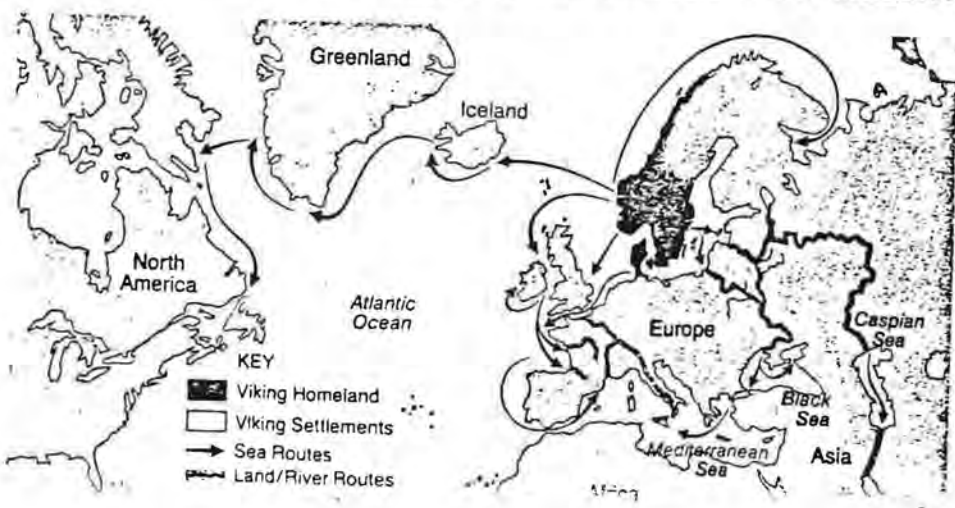 Greenland
Iceland
North
America
Atlantic
Ocean
Europe
Caspian
Sea
Black
Sea
Mediterranean
Sea
Asia
Africa
KEY
Viking Homeland
Viking Settlements
Sea Routes
Land/River Routes